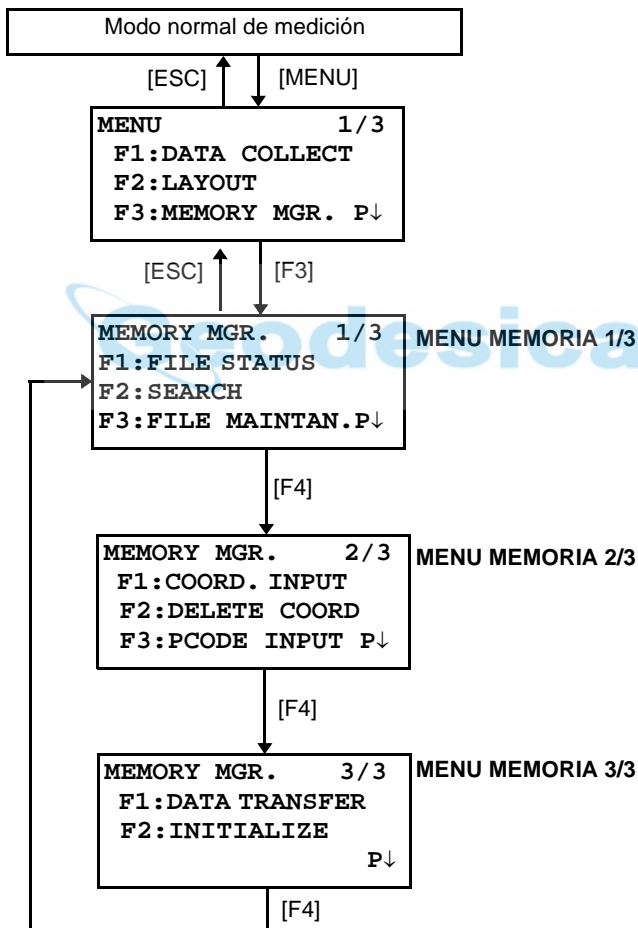 Modo normal de medición
[ESC] [MENU]
MENU 1/3
F1:DATA COLLECT
F2:LAYOUT
F3:MEMORY MGR. P↓
[ESC] [F3]
Geodesica
MEMORY MGR. 1/3 MENU MEMORIA 1/3
F1:FILE STATUS
F2:SEARCH
F3:FILE MAINTAN.P↓
[F4]
MEMORY MGR. 2/3 MENU MEMORIA 2/3
F1:COORD. INPUT
F2:DELETE COORD
F3:PCODE INPUT P↓
[F4]
MEMORY MGR. 3/3 MENU MEMORIA 3/3
F1:DATA TRANSFER
F2:INITIALIZE
P↓
[F4]